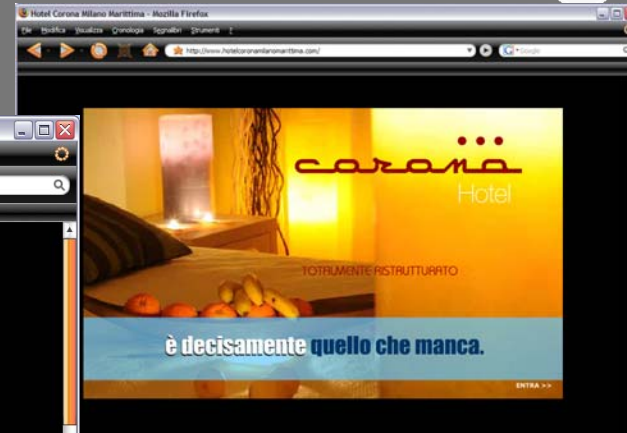 Hotel Corona Milano Marittima - Mozilla Firefox
File Modifica Visualizza Cronologia Segnalibri Strumenti ?
http://www.hotelcoronamilanomarittima.com/
Google
corona
Hotel
TOTALMENTE RISTRUTTURATO
è decisamente quello che manca.
ENTRA >>